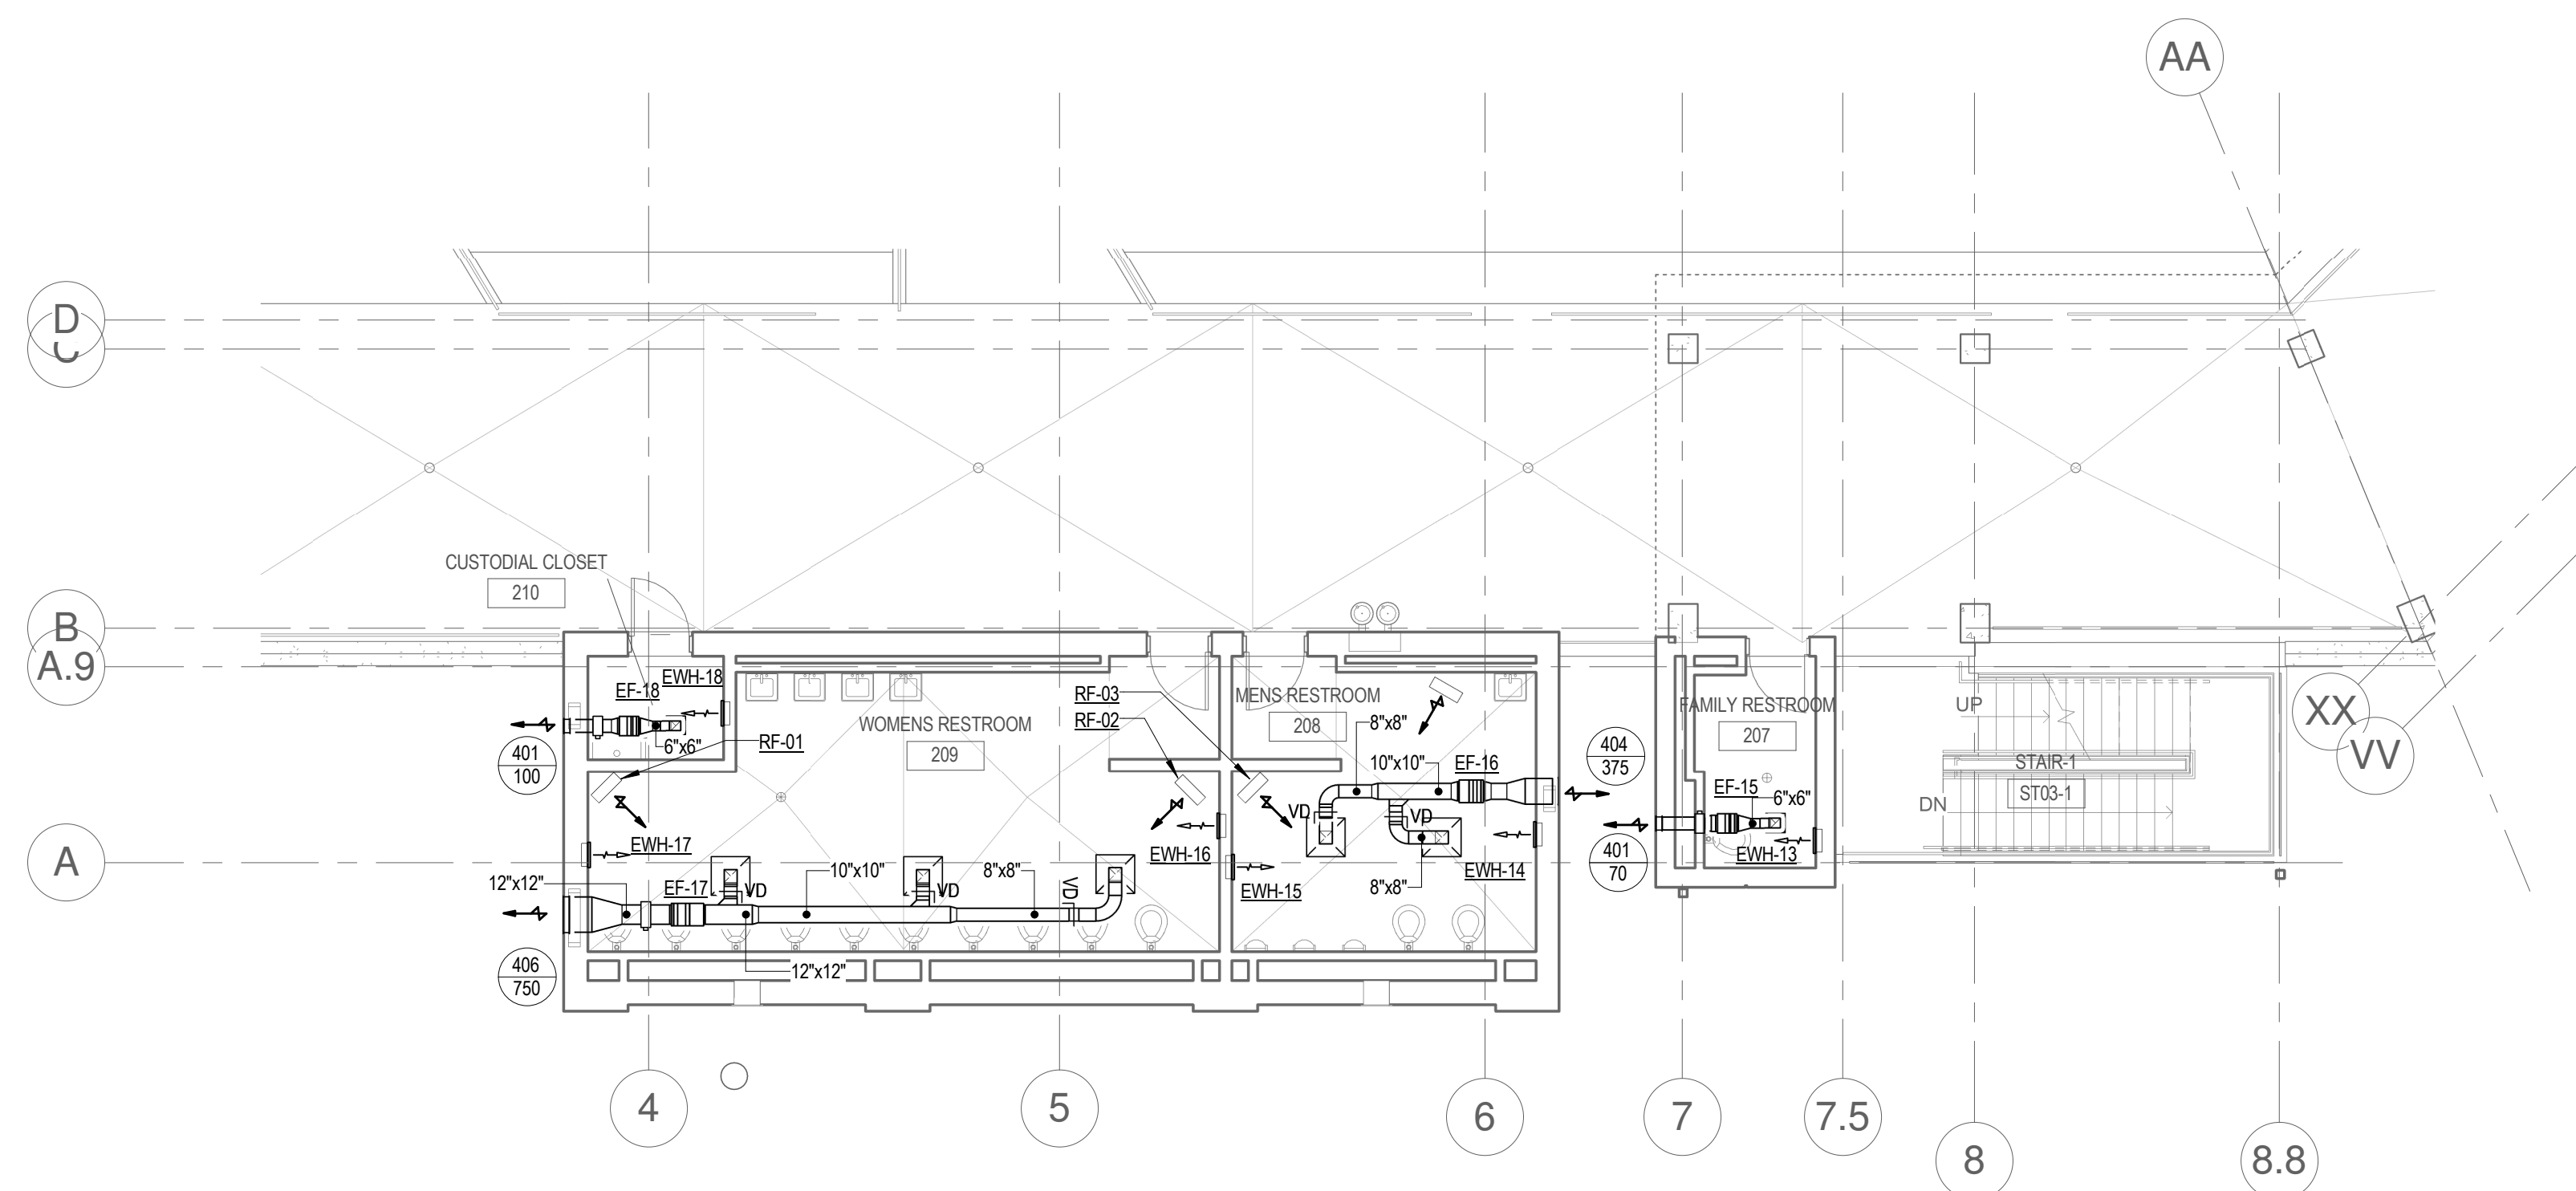 AA
D
C
CUSTODIAL CLOSET
210
B
A.9
EF-18
EWH-18
6"x6"
401
100
RF-01
WOMENS RESTROOM
209
RF-03
RF-02
MENS RESTROOM
208
8"x8"
10"x10"
EF-16
VD
VD
404
375
FAMILY RESTROOM
207
EF-15
6"x6"
UP
STAIR-1
ST03-1
DN
XX
VV
A
EWH-17
12"x12"
EF-17
VD
10"x10"
VD
8"x8"
VD
EWH-16
EWH-15
8"x8"
EWH-14
401
70
EWH-13
406
750
12"x12"
4
5
6
7
7.5
8
8.8